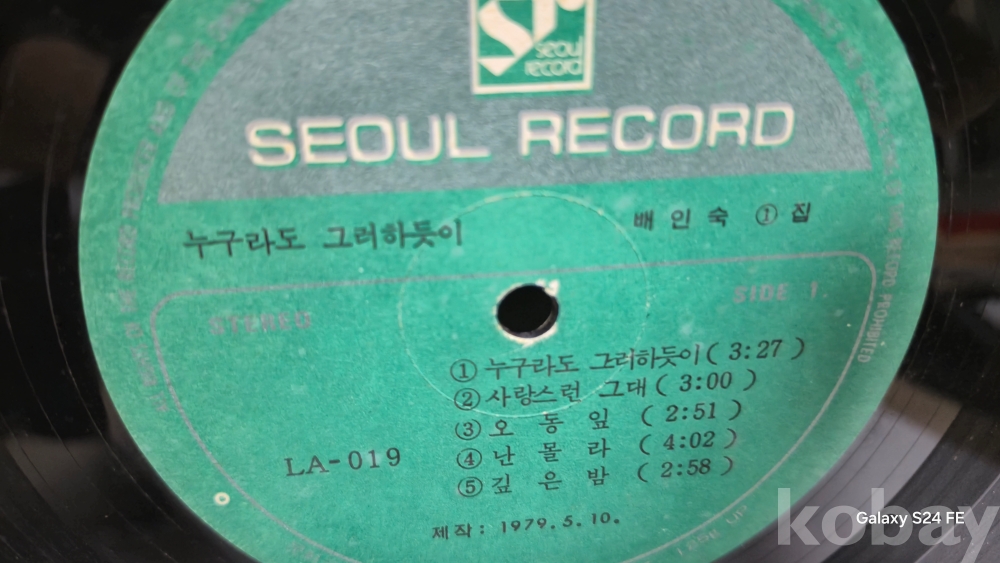 seoul
record
SEOUL RECORD
누구라도 그러하듯이
배인숙 ①집
STEREO
SIDE 1.
①누구라도 그러하듯이( 3:27 )
②사랑스런 그대( 3:00 )
③오 동 잎 ( 2:51 )
④난 몰 라 ( 4:02 )
⑤깊 은 밤 ( 2:58 )
LA-019
제작: 1979.5.10.
PROHIBITED
kobay
Galaxy S24 FE